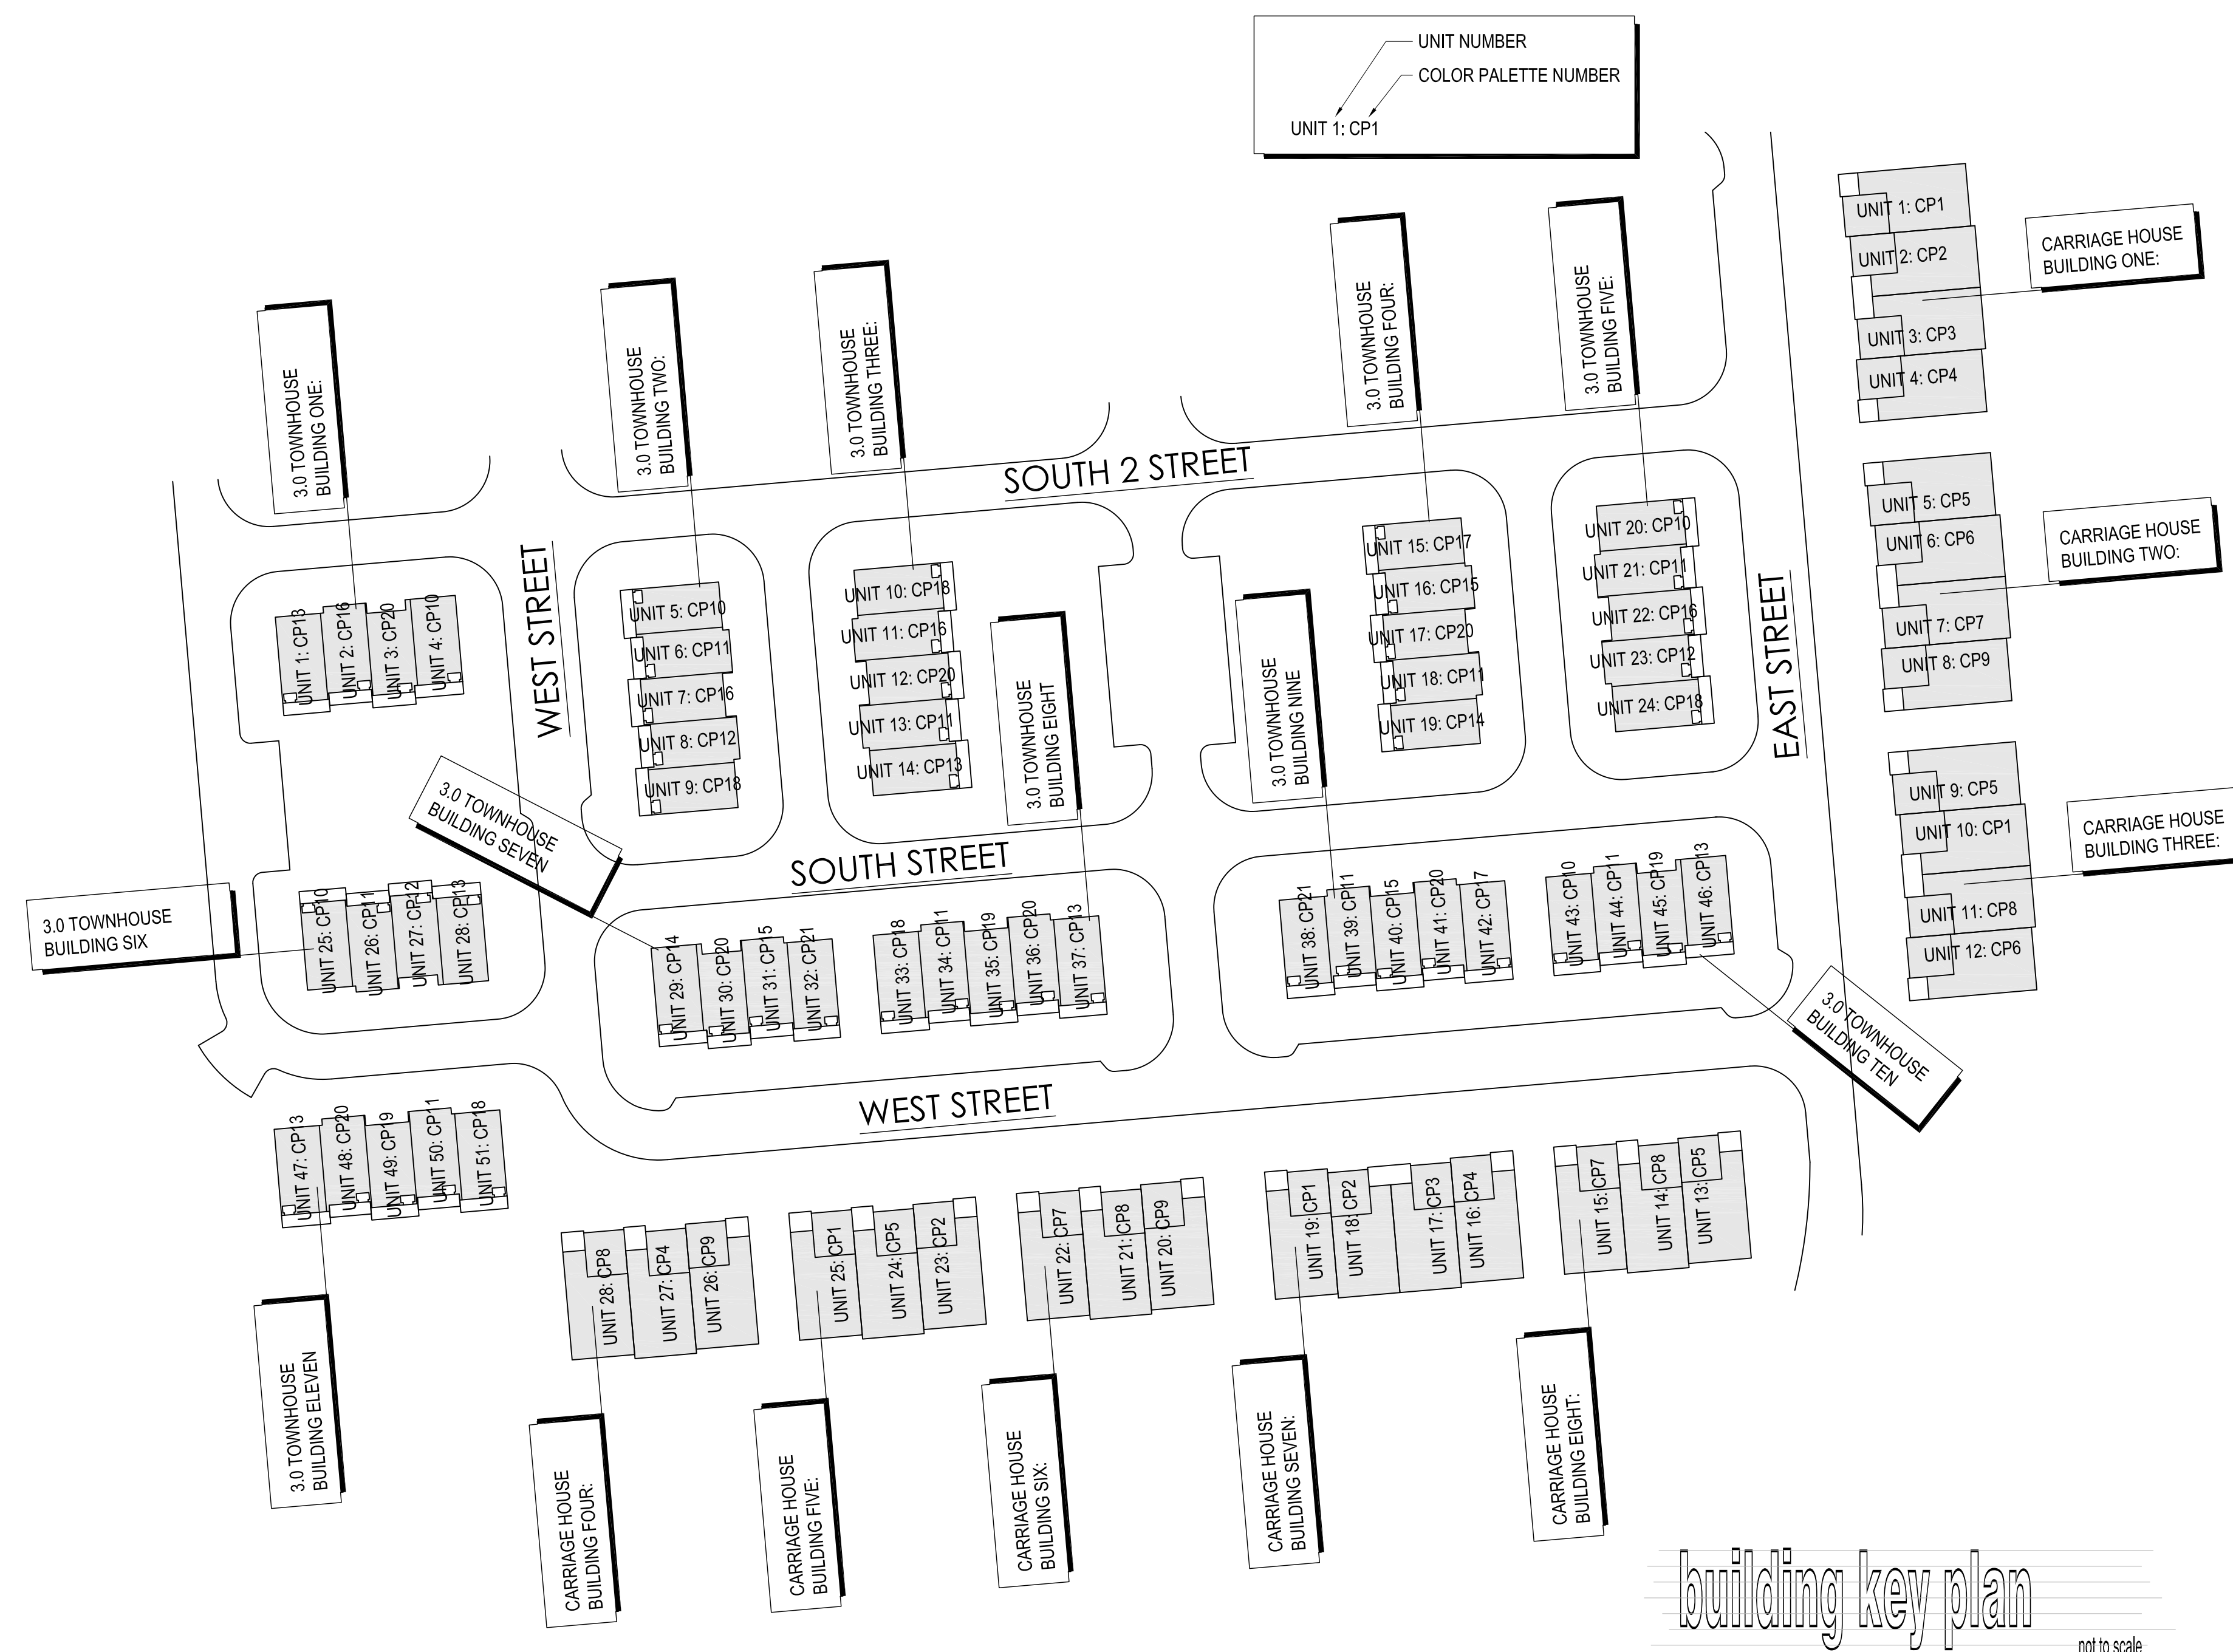 UNIT NUMBER
COLOR PALETTE NUMBER
UNIT 1: CP1
3.0 TOWNHOUSE
BUILDING ONE:
3.0 TOWNHOUSE
BUILDING TWO:
3.0 TOWNHOUSE
BUILDING THREE:
3.0 TOWNHOUSE
BUILDING FOUR:
3.0 TOWNHOUSE
BUILDING FIVE:
UNIT 1: CP1
UNIT 2: CP2
UNIT 3: CP3
UNIT 4: CP4
CARRIAGE HOUSE
BUILDING ONE:
SOUTH 2 STREET
UNIT 5: CP5
UNIT 6: CP6
UNIT 7: CP7
UNIT 8: CP9
CARRIAGE HOUSE
BUILDING TWO:
UNIT 1: CP13
UNIT 2: CP16
UNIT 3: CP20
UNIT 4: CP10
WEST STREET
UNIT 5: CP10
UNIT 6: CP11
UNIT 7: CP16
UNIT 8: CP12
UNIT 9: CP18
UNIT 10: CP18
UNIT 11: CP16
UNIT 12: CP20
UNIT 13: CP11
UNIT 14: CP13
3.0 TOWNHOUSE
BUILDING EIGHT
3.0 TOWNHOUSE
BUILDING NINE
UNIT 15: CP17
UNIT 16: CP15
UNIT 17: CP20
UNIT 18: CP11
UNIT 19: CP14
UNIT 20: CP10
UNIT 21: CP11
UNIT 22: CP16
UNIT 23: CP12
UNIT 24: CP18
EAST STREET
UNIT 9: CP5
UNIT 10: CP1
UNIT 11: CP8
UNIT 12: CP6
CARRIAGE HOUSE
BUILDING THREE:
3.0 TOWNHOUSE
BUILDING SEVEN
SOUTH STREET
3.0 TOWNHOUSE
BUILDING SIX
UNIT 25: CP10
UNIT 26: CP11
UNIT 27: CP12
UNIT 28: CP13
UNIT 29: CP14
UNIT 30: CP20
UNIT 31: CP15
UNIT 32: CP21
UNIT 33: CP18
UNIT 34: CP11
UNIT 35: CP19
UNIT 36: CP20
UNIT 37: CP13
UNIT 38: CP21
UNIT 39: CP11
UNIT 40: CP15
UNIT 41: CP20
UNIT 42: CP17
UNIT 43: CP10
UNIT 44: CP11
UNIT 45: CP19
UNIT 46: CP13
3.0 TOWNHOUSE
BUILDING TEN
WEST STREET
UNIT 47: CP13
UNIT 48: CP20
UNIT 49: CP19
UNIT 50: CP11
UNIT 51: CP18
UNIT 28: CP8
UNIT 27: CP4
UNIT 26: CP9
UNIT 25: CP1
UNIT 24: CP5
UNIT 23: CP2
UNIT 22: CP7
UNIT 21: CP8
UNIT 20: CP9
UNIT 19: CP1
UNIT 18: CP2
UNIT 17: CP3
UNIT 16: CP4
UNIT 15: CP7
UNIT 14: CP8
UNIT 13: CP5
3.0 TOWNHOUSE
BUILDING ELEVEN
CARRIAGE HOUSE
BUILDING FOUR:
CARRIAGE HOUSE
BUILDING FIVE:
CARRIAGE HOUSE
BUILDING SIX:
CARRIAGE HOUSE
BUILDING SEVEN:
CARRIAGE HOUSE
BUILDING EIGHT:
building key plan
not to scale